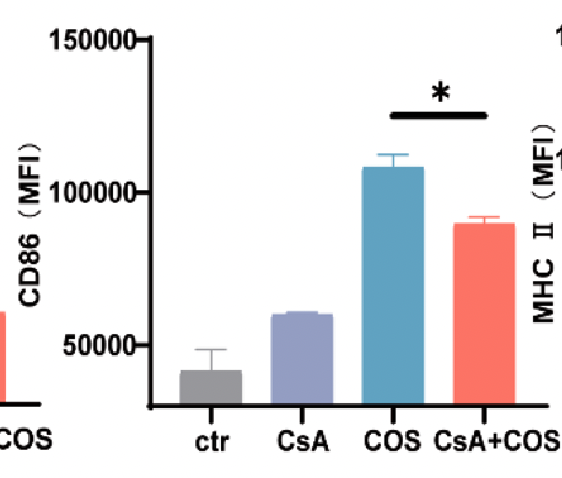 150000
100000
50000
CD86 (MFI)
*
MHC Ⅱ (MFI)
COS
ctr CsA COS CsA+COS